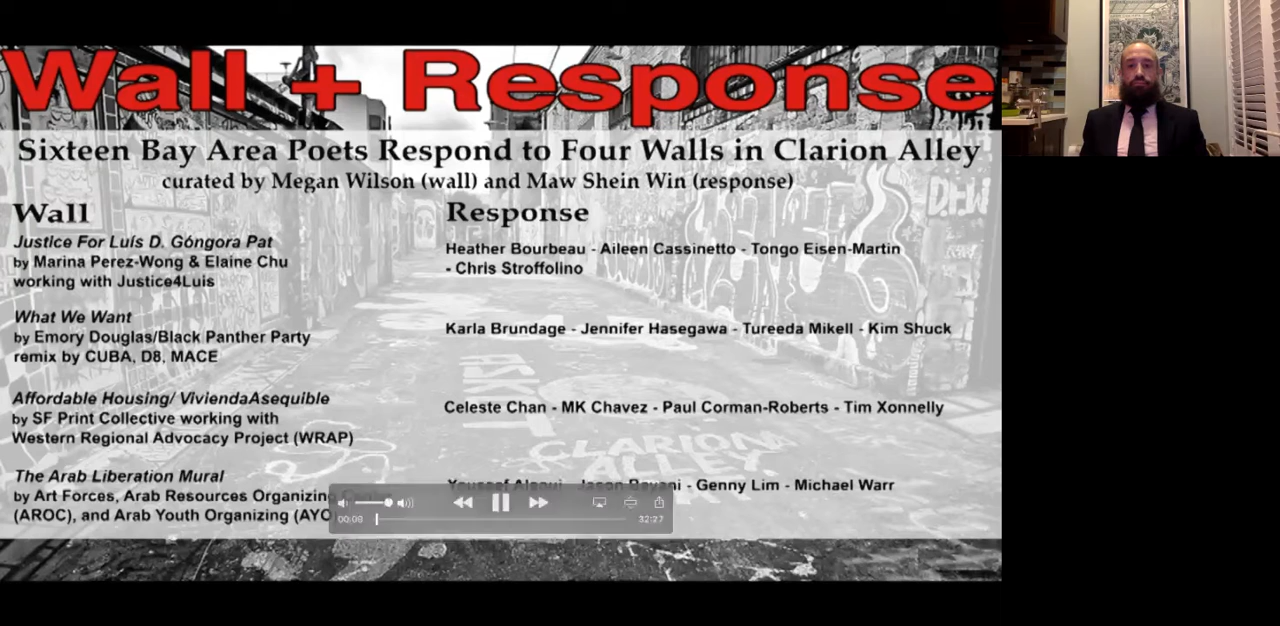 Wall + Response
Sixteen Bay Area Poets Respond to Four Walls in Clarion Alley
curated by Megan Wilson (wall) and Maw Shein Win (response)
Wall
Justice For Luís D. Góngora Pat
by Marina Perez-Wong & Elaine Chu
working with Justice4Luis
What We Want
by Emory Douglas/Black Panther Party
remix by CUBA, D8, MACE
Affordable Housing/ ViviendaAsequible
by SF Print Collective working with
Western Regional Advocacy Project (WRAP)
The Arab Liberation Mural
by Art Forces, Arab Resources Organizing
(AROC), and Arab Youth Organizing (AYO
Response
Heather Bourbeau - Aileen Cassinetto - Tongo Eisen-Martin
- Chris Stroffolino
Karla Brundage - Jennifer Hasegawa - Tureeda Mikell - Kim Shuck
Celeste Chan - MK Chavez - Paul Corman-Roberts - Tim Xonnelly
- Genny Lim - Michael Warr
CLARION
ALLEY
00:09
32:27